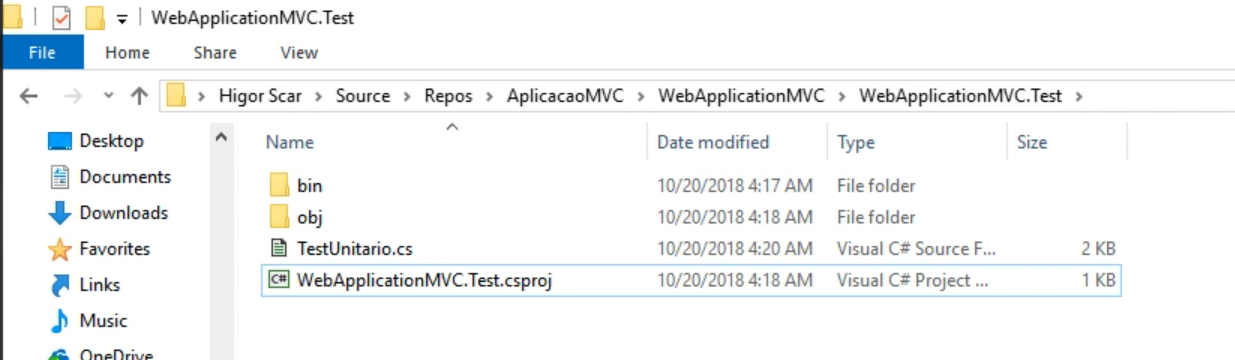 WebApplicationMVC.Test
File Home Share View
Higor Scar Source Repos AplicacaoMVC WebApplicationMVC WebApplicationMVC.Test
Desktop
Documents
Downloads
Favorites
Links
Music
OneDrive
Name Date modified Type Size
bin 10/20/2018 4:17 AM File folder
obj 10/20/2018 4:18 AM File folder
TestUnitario.cs 10/20/2018 4:20 AM Visual C# Source F... 2 KB
C# WebApplicationMVC.Test.csproj 10/20/2018 4:18 AM Visual C# Project ... 1 KB